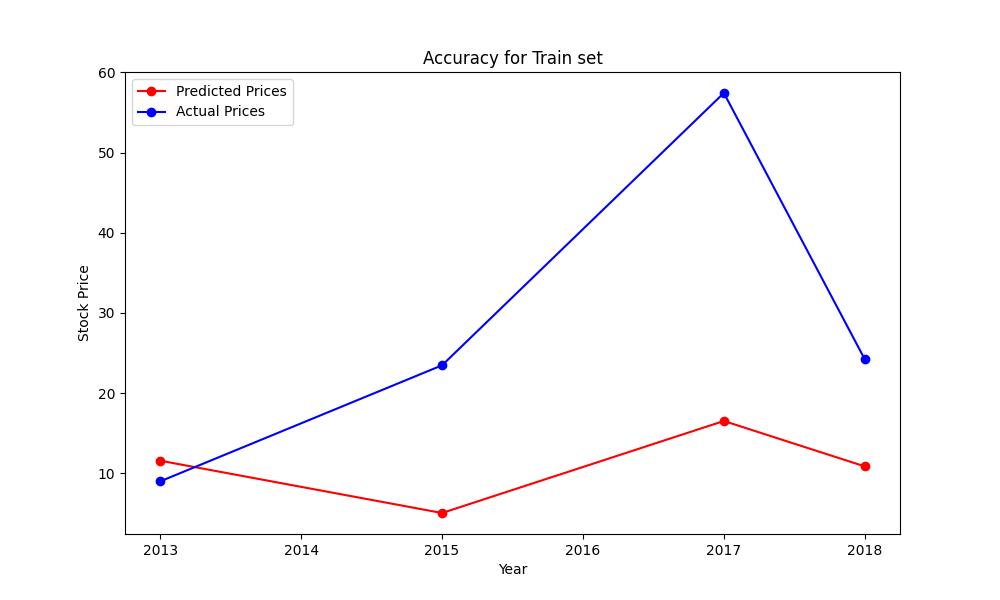 Accuracy for Train set
Predicted Prices
Actual Prices
60
50
40
30
20
10
Stock Price
2013 2014 2015 2016 2017 2018
Year